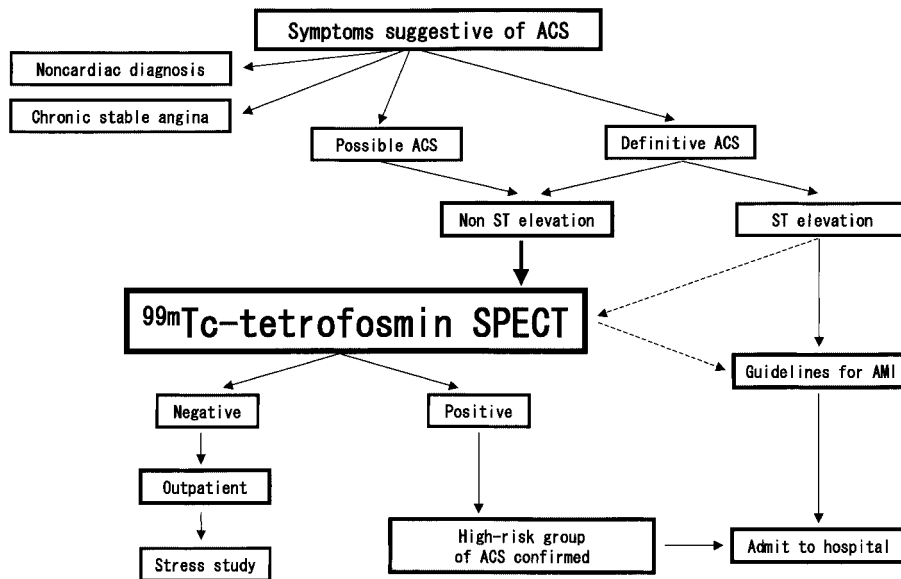 Symptoms suggestive of ACS
Noncardiac diagnosis
Chronic stable angina
Possible ACS
Definitive ACS
Non ST elevation
ST elevation
99mTc-tetrofosmin SPECT
Guidelines for AMI
Negative
Positive
Outpatient
High-risk group
of ACS confirmed
Admit to hospital
Stress study